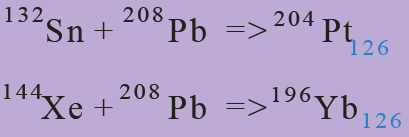 ¹³²Sn + ²⁰⁸Pb => ²⁰⁴Pt₁₂₆
¹⁴⁴Xe + ²⁰⁸Pb => ¹⁹⁶Yb₁₂₆